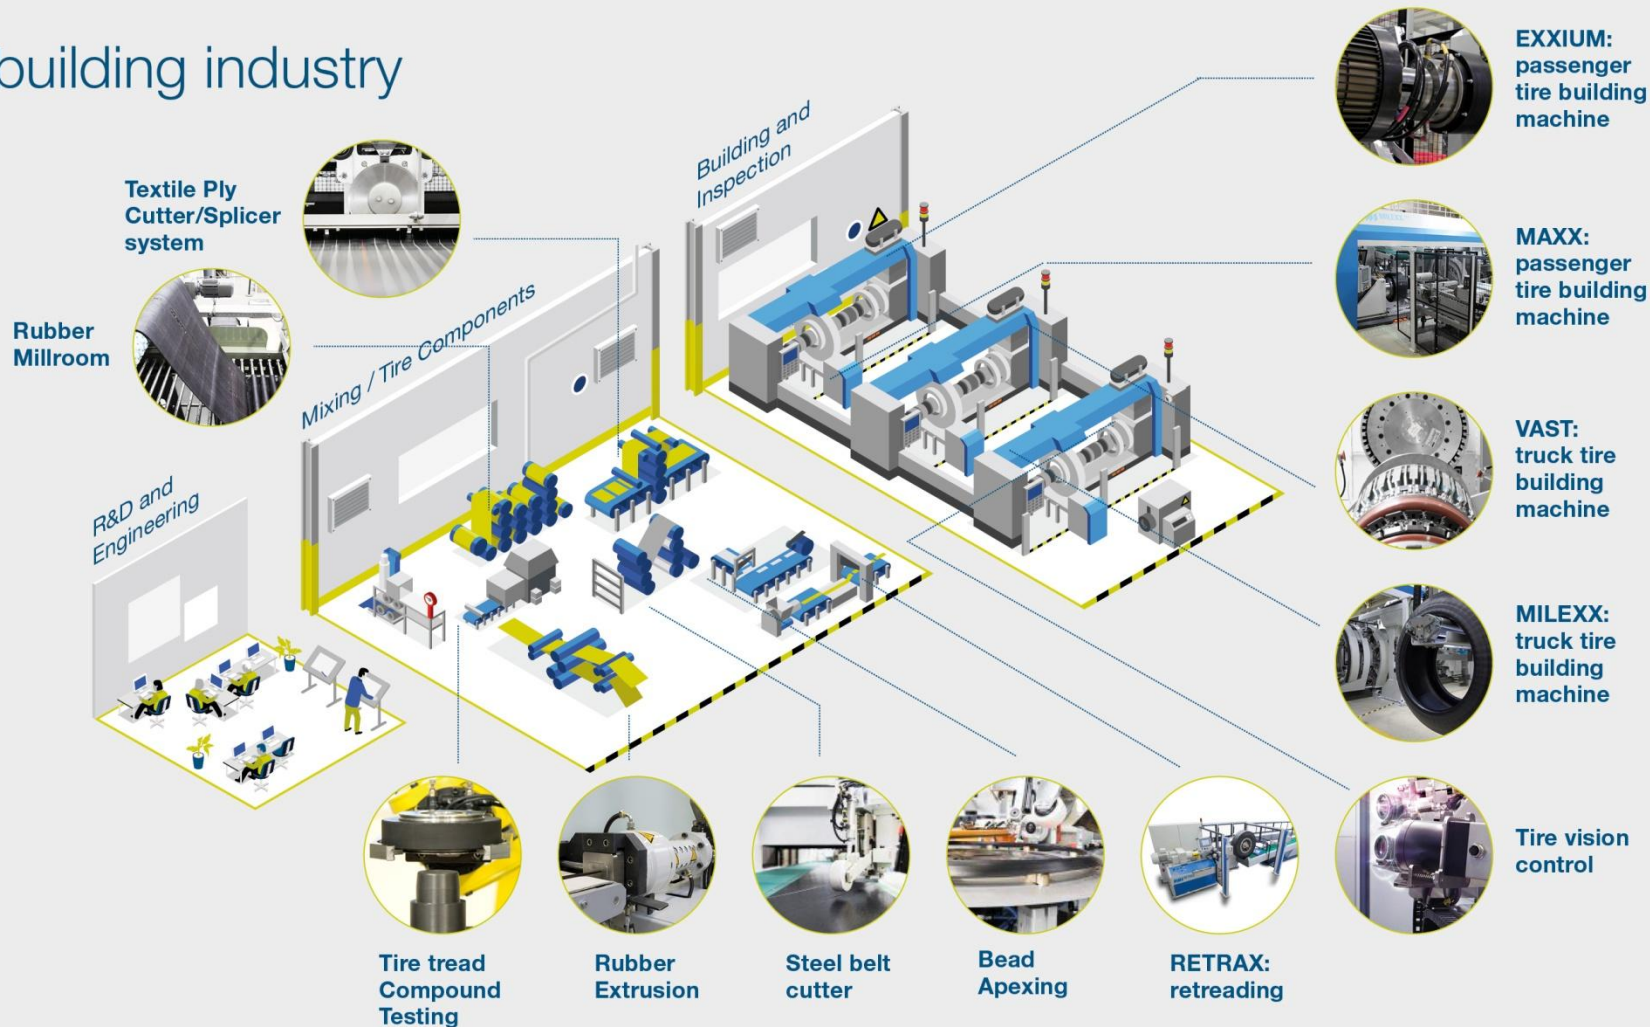 building industry
Textile Ply
Cutter/Splicer
system
Rubber
Millroom
R&D and
Engineering
Mixing / Tire Components
Building and
Inspection
EXXIUM:
passenger
tire building
machine
MAXX:
passenger
tire building
machine
VAST:
truck tire
building
machine
MILEXX:
truck tire
building
machine
Tire vision
control
Tire tread
Compound
Testing
Rubber
Extrusion
Steel belt
cutter
Bead
Apexing
RETRAX:
retreading